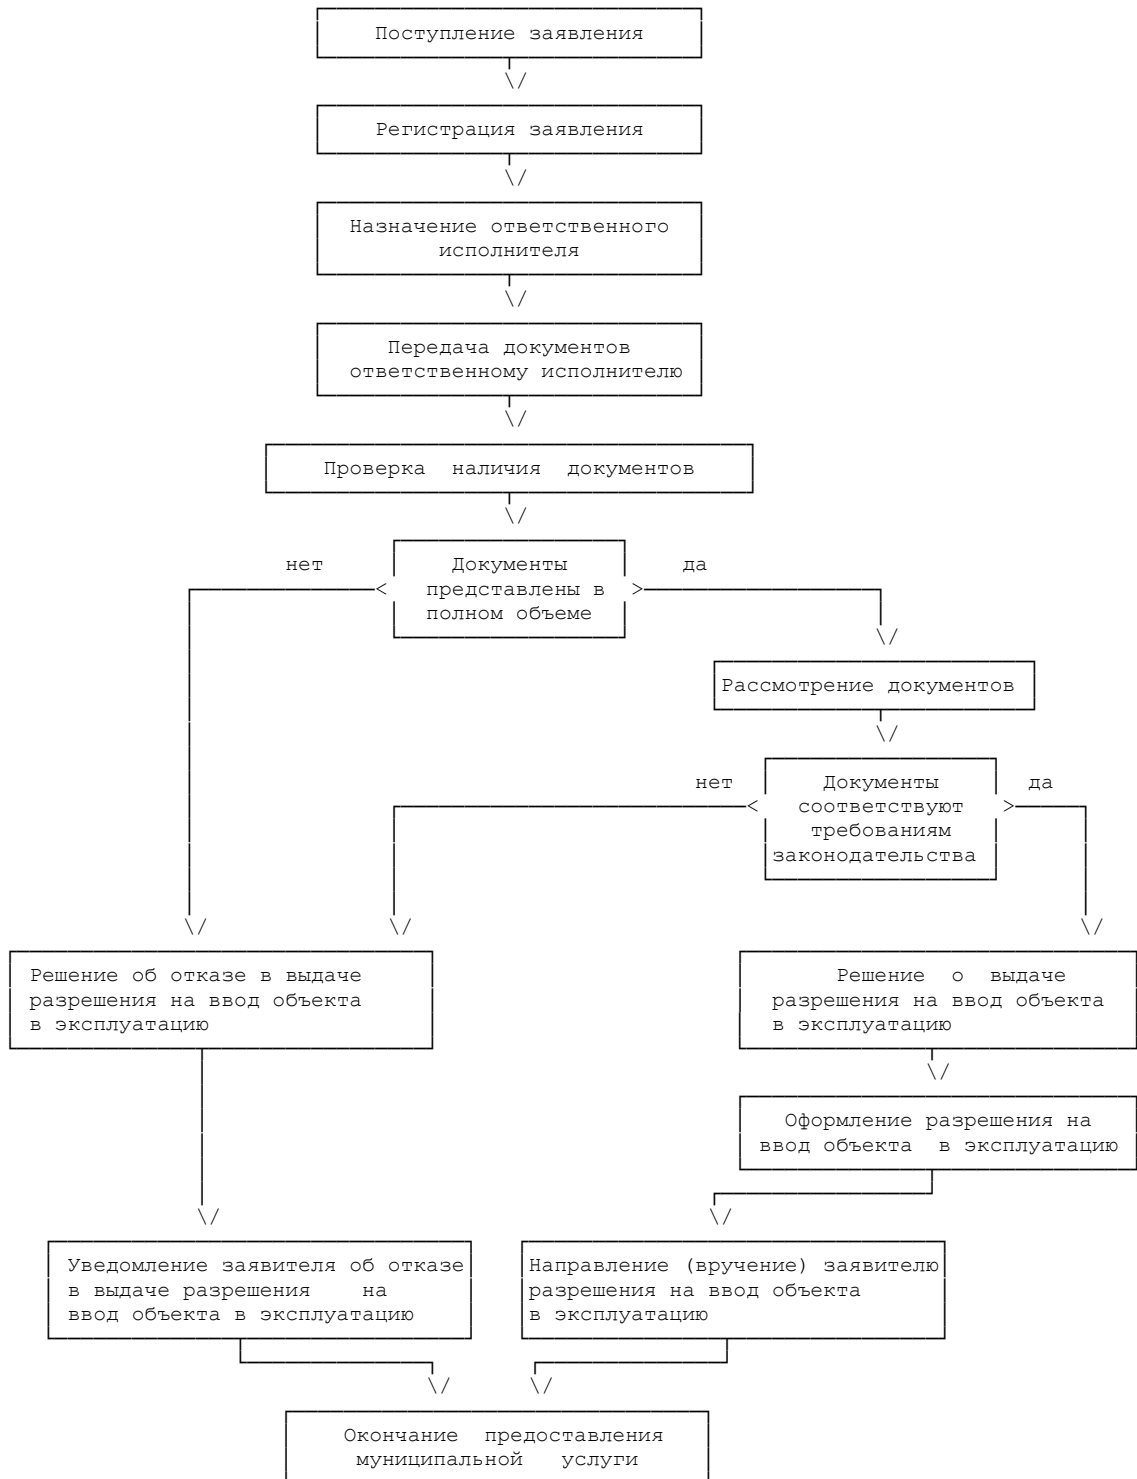 Поступление заявления
Регистрация заявления
Назначение ответственного
исполнителя
Передача документов
ответственному исполнителю
Проверка наличия документов
нет
Документы
представлены в
полном объеме
да
Рассмотрение документов
нет
Документы
соответствуют
требованиям
законодательства
да
Решение об отказе в выдаче
разрешения на ввод объекта
в эксплуатацию
Решение о выдаче
разрешения на ввод объекта
в эксплуатацию
Оформление разрешения на
ввод объекта в эксплуатацию
Уведомление заявителя об отказе
в выдаче разрешения на
ввод объекта в эксплуатацию
Направление (вручение) заявителю
разрешения на ввод объекта
в эксплуатацию
Окончание предоставления
муниципальной услуги